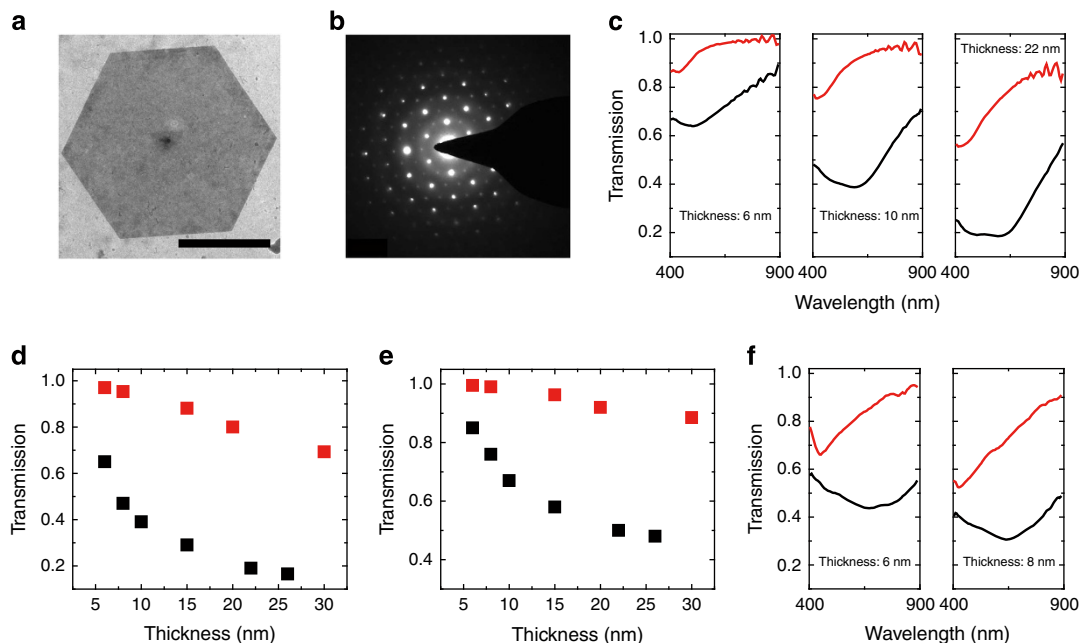 a
b
c
1.0
0.8
0.6
0.4
0.2
Transmission
Thickness: 6 nm
Thickness: 10 nm
Thickness: 22 nm
400
900
400
900
400
900
Wavelength (nm)
d
1.0
0.8
0.6
0.4
0.2
Transmission
5
10
15
20
25
30
Thickness (nm)
e
1.0
0.8
0.6
0.4
Transmission
5
10
15
20
25
30
Thickness (nm)
f
1.0
0.8
0.6
0.4
0.2
Transmission
Thickness: 6 nm
Thickness: 8 nm
400
900
400
900
Wavelength (nm)